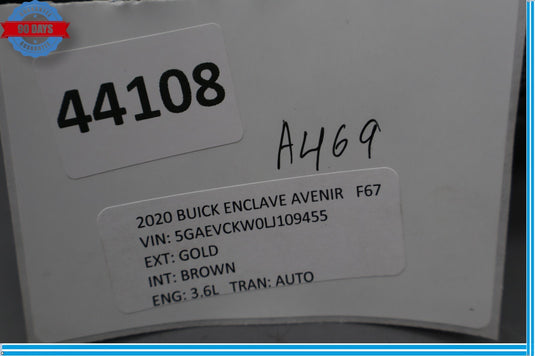 90 DAYS
44108
A469
2020 BUICK ENCLAVE AVENIR F67
VIN: 5GAEVCKW0LJ109455
EXT: GOLD
INT: BROWN
ENG: 3.6L TRAN: AUTO